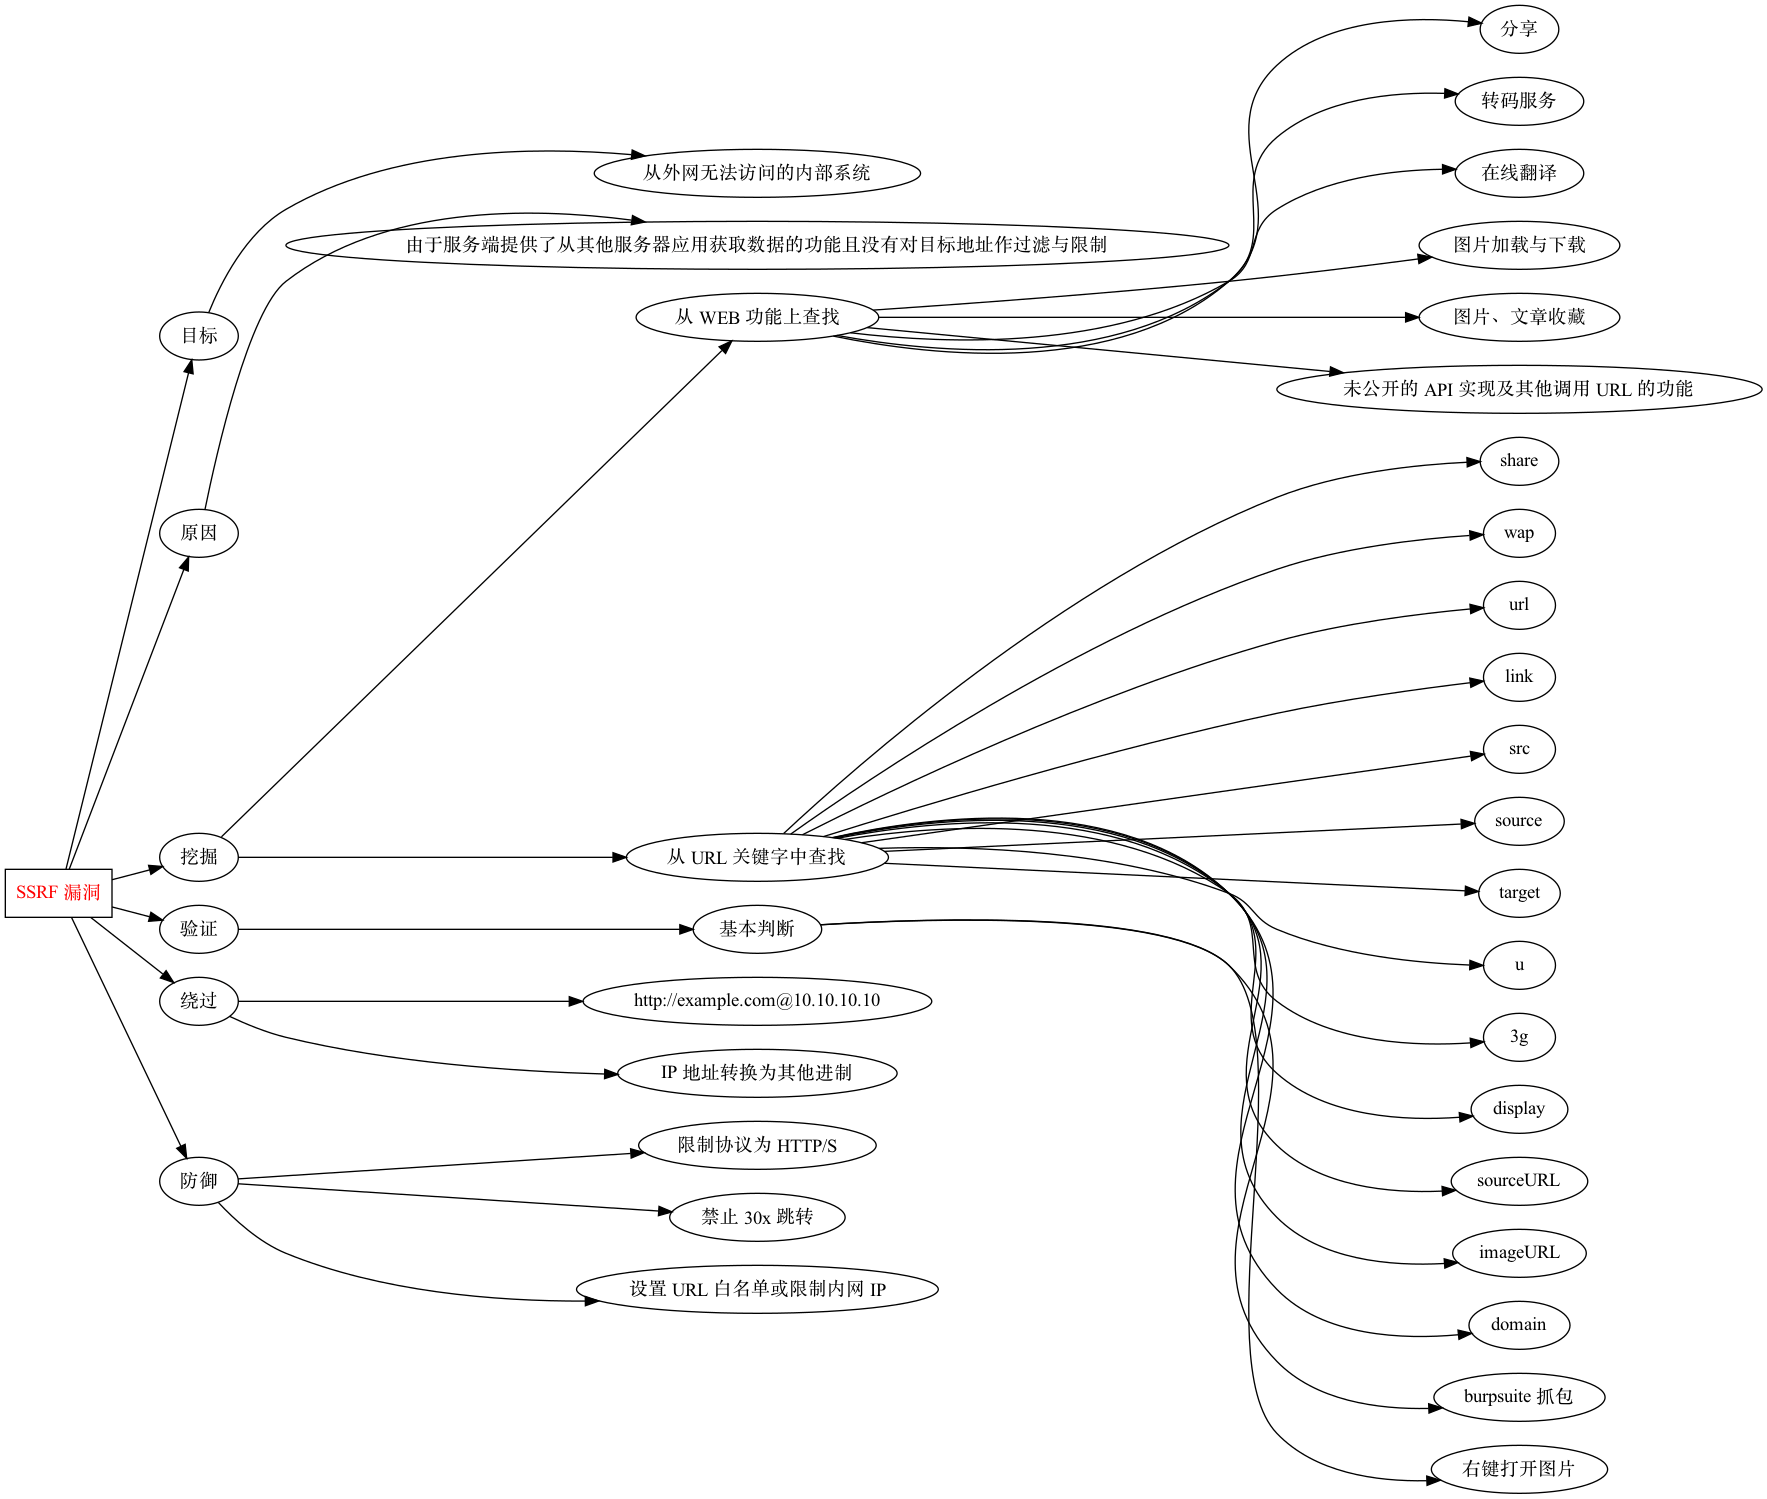 SSRF 漏洞
目标
从外网无法访问的内部系统
原因
由于服务端提供了从其他服务器应用获取数据的功能且没有对目标地址作过滤与限制
挖掘
从 WEB 功能上查找
分享
转码服务
在线翻译
图片加载与下载
图片、文章收藏
未公开的 API 实现及其他调用 URL 的功能
从 URL 关键字中查找
share
wap
url
link
src
source
target
u
3g
display
sourceURL
imageURL
domain
验证
基本判断
burpsuite 抓包
右键打开图片
绕过
http://example.com@10.10.10.10
IP 地址转换为其他进制
防御
限制协议为 HTTP/S
禁止 30x 跳转
设置 URL 白名单或限制内网 IP